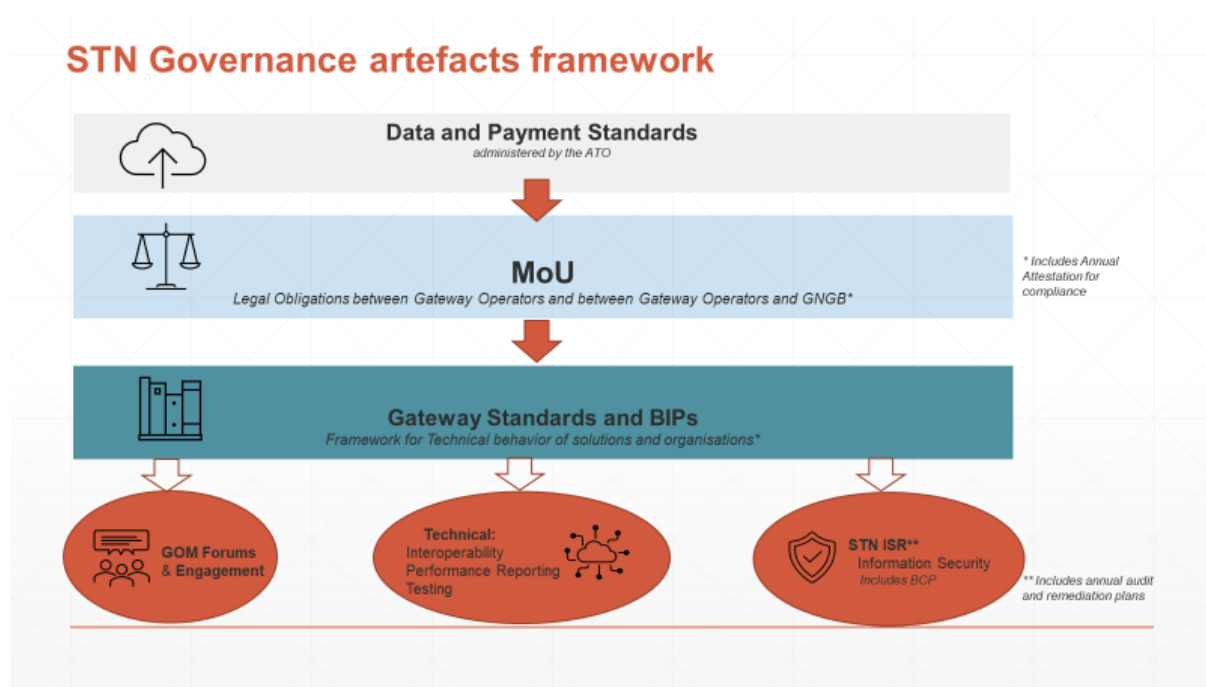 STN Governance artefacts framework
Data and Payment Standards
administered by the ATO
MoU
Legal Obligations between Gateway Operators and between Gateway Operators and GNGB*
* Includes Annual
Attestation for
compliance
Gateway Standards and BIPs
Framework for Technical behavior of solutions and organisations*
GOM Forums
& Engagement
Technical:
Interoperability
Performance Reporting
Testing
STN ISR**
Information Security
Includes BCP
** Includes annual audit
and remediation plans